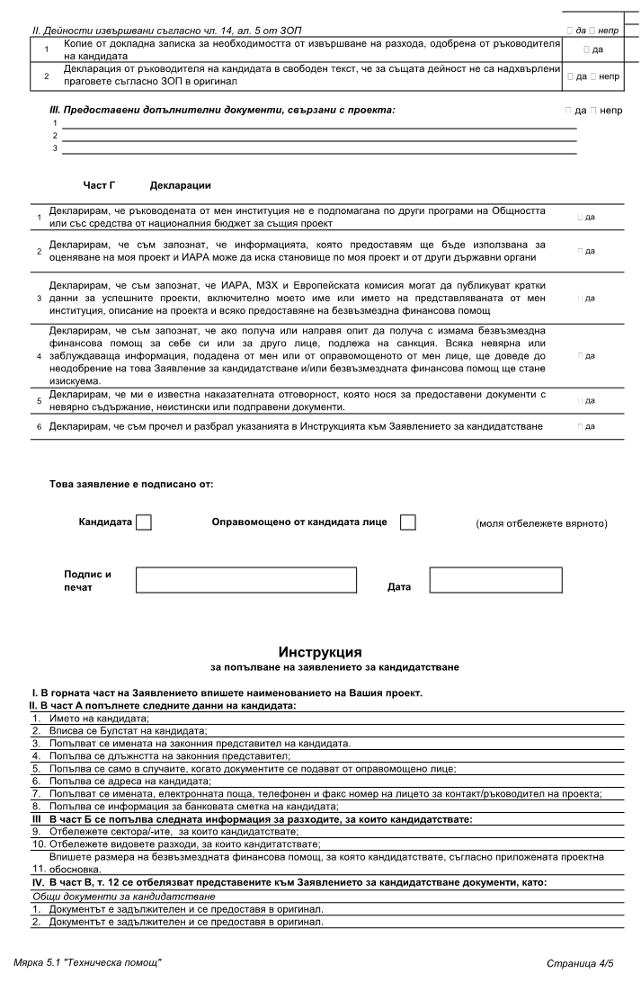 II. Дейности извършвани съгласно чл. 14, ал. 5 от ЗОП □ да □ непр
1 Копие от докладна записка за необходимостта от извършване на разхода, одобрена от ръководителя
на кандидата □ да
2 Декларация от ръководителя на кандидата в свободен текст, че за същата дейност не са надхвърлени
праговете съгласно ЗОП в оригинал □ да □ непр
III. Предоставени допълнителни документи, свързани с проекта: □ да □ непр
1
2
3
Част Г Декларации
1 Декларирам, че ръководената от мен институция не е подпомагана по други програми на Общността
или със средства от националния бюджет за същия проект □ да
2 Декларирам, че съм запознат, че информацията, която предоставям ще бъде използвана за
оценяване на моя проект и ИАРА може да иска становище по моя проект и от други държавни органи □ да
3 Декларирам, че съм запознат, че ИАРА, МЗХ и Европейската комисия могат да публикуват кратки
данни за успешните проекти, включително моето име или името на представляваната от мен
институция, описание на проекта и всяко предоставяне на безвъзмездна финансова помощ □ да
4 Декларирам, че съм запознат, че ако получа или направя опит да получа с измама безвъзмездна
финансова помощ за себе си или за друго лице, подлежа на санкция. Всяка невярна или
заблуждаваща информация, подадена от мен или от оправомощеното от мен лице, ще доведе до
неодобрение на това Заявление за кандидатстване и/или безвъзмездната финансова помощ ще стане
изискуема. □ да
5 Декларирам, че ми е известна наказателната отговорност, която нося за предоставени документи с
невярно съдържание, неистински или подправени документи. □ да
6 Декларирам, че съм прочел и разбрал указанията в Инструкцията към Заявлението за кандидатстване □ да
Това заявление е подписано от:
Кандидата □ Оправомощено от кандидата лице □ (моля отбележете вярното)
Подпис и
печат Дата
Инструкция
за попълване на заявлението за кандидатстване
I. В горната част на Заявлението впишете наименованието на Вашия проект.
II. В част А попълнете следните данни на кандидата:
1. Името на кандидата;
2. Вписва се Булстат на кандидата;
3. Попълват се имената на законния представител на кандидата.
4. Попълва се длъжността на законния представител;
5. Попълва се само в случаите, когато документите се подават от оправомощено лице;
6. Попълва се адреса на кандидата;
7. Попълват се имената, електронната поща, телефонен и факс номер на лицето за контакт/ръководител на проекта;
8. Попълва се информация за банковата сметка на кандидата;
III В част Б се попълва следната информация за разходите, за които кандидатствате:
9. Отбележете сектора/-ите, за които кандидатствате;
10. Отбележете видовете разходи, за които кандитатствате;
Впишете размера на безвъзмездната финансова помощ, за която кандидатствате, съгласно приложената проектна
11. обосновка.
IV. В част В, т. 12 се отбелязват представените към Заявлението за кандидатстване документи, като:
Общи документи за кандидатстване
1. Документът е задължителен и се предоставя в оригинал.
2. Документът е задължителен и се предоставя в оригинал.
Мярка 5.1 "Техническа помощ" Страница 4/5